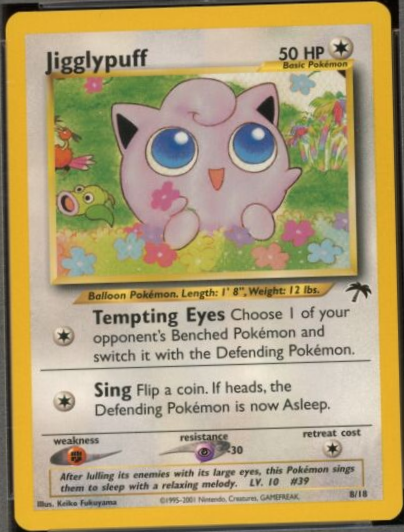 Jigglypuff 50 HP
Basic Pokémon
Balloon Pokémon. Length: 1' 8", Weight: 12 lbs.
Tempting Eyes Choose 1 of your
opponent's Benched Pokémon and
switch it with the Defending Pokémon.
Sing Flip a coin. If heads, the
Defending Pokémon is now Asleep.
weakness resistance retreat cost
-30
After lulling its enemies with its large eyes, this Pokémon sings
them to sleep with a relaxing melody. LV. 10 #39
Illus. Keiko Fukuyama ©1995-2001 Nintendo, Creatures, GAMEFREAK. 8/18